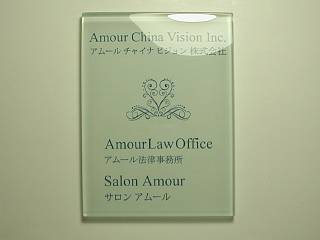 Amour China Vision Inc.
アムール チャイナ ビジョン 株式会社
AmourLawOffice
アムール法律事務所
Salon Amour
サロン アムール